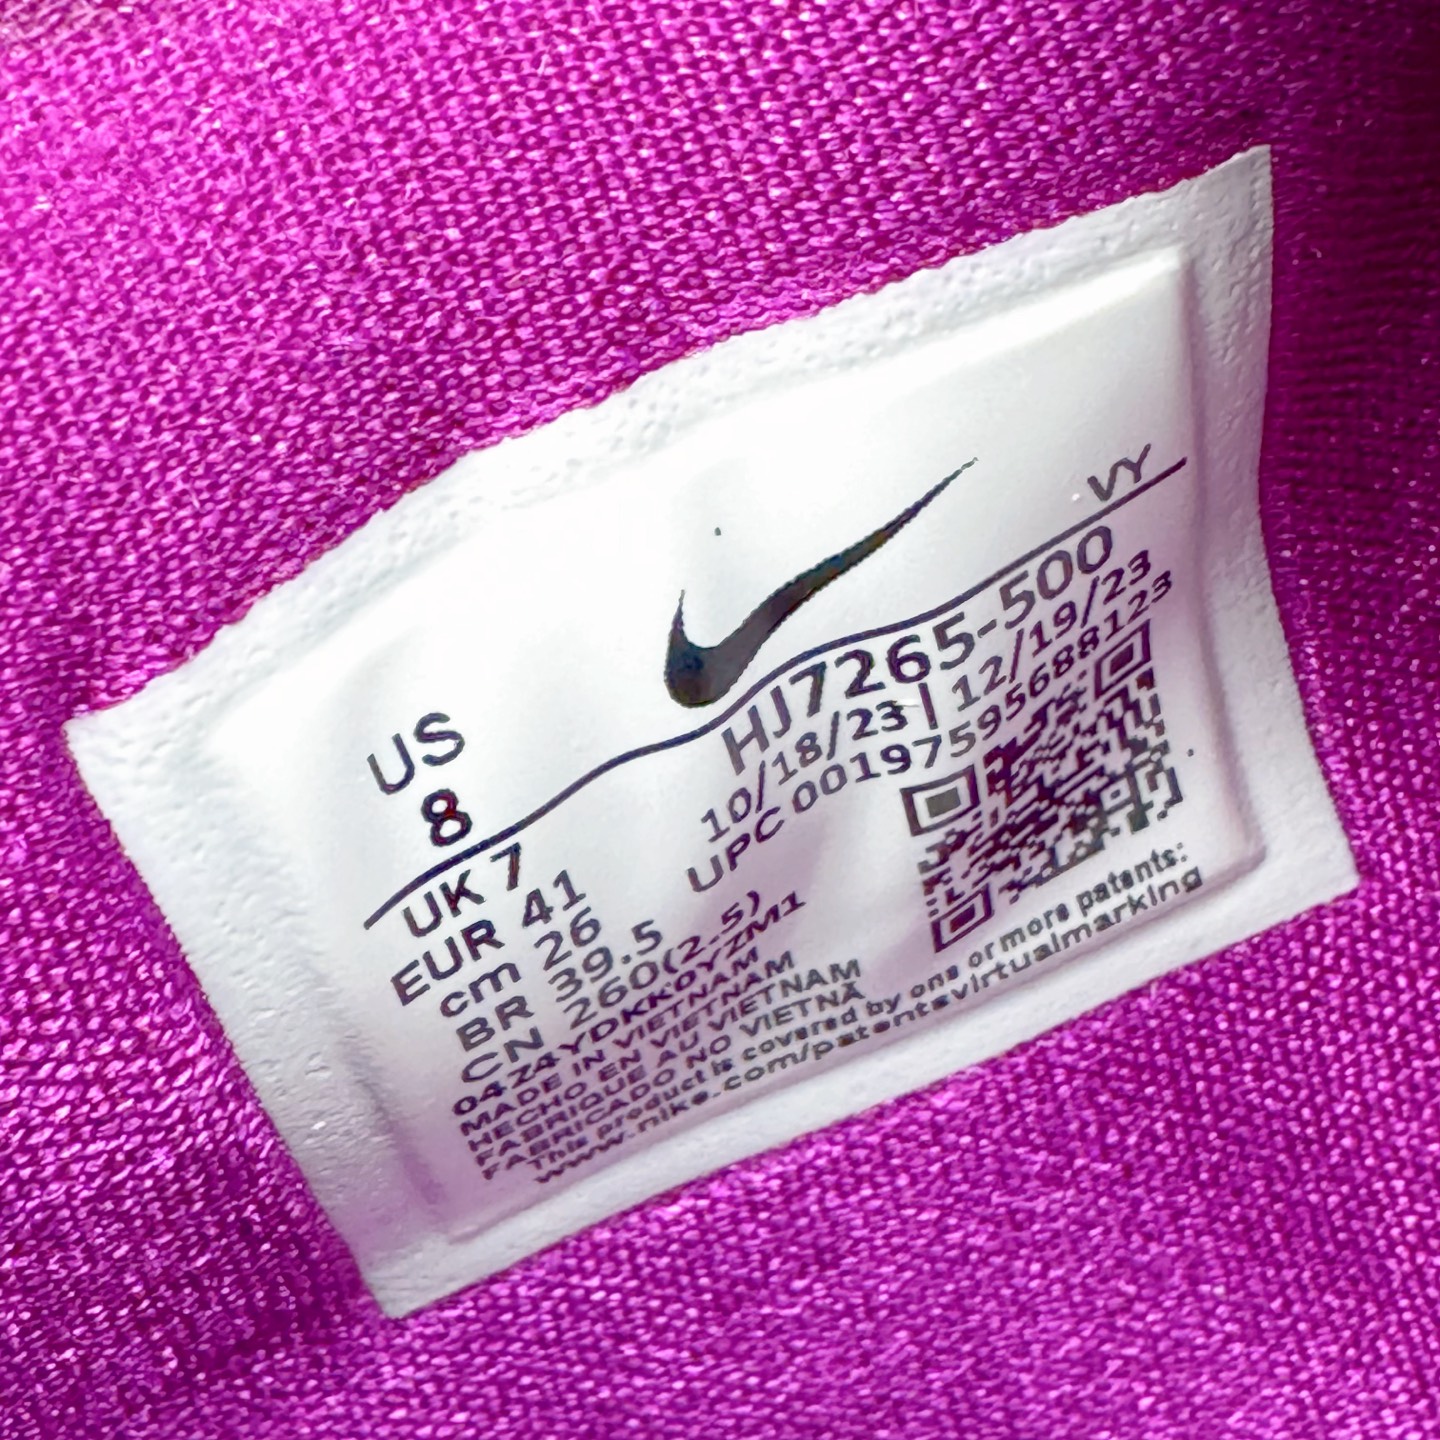 VY
US
8
UK 7
EUR 41
cm 26
BR 39.5
CN 260(2.5)
04Z4YDKK0YZM1
MADE IN VIETNAM
HECHO EN VIETNAM
FABRIQUE AU VIETNAM
FABRICADO NO VIETNÃ
This product is covered by one or more patents:
www.nike.com/patentsvirtualmarking
HJ7265-500
10/18/23 | 12/19/23
UPC 00197595688123